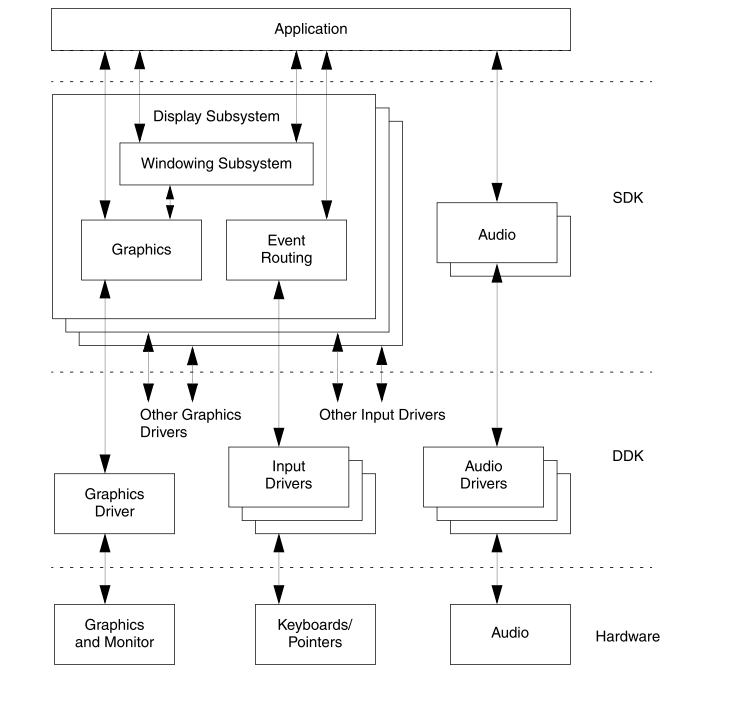 Application
Display Subsystem
Windowing Subsystem
SDK
Audio
Graphics
Event
Routing
Other Graphics
Drivers
Other Input Drivers
DDK
Input
Drivers
Audio
Drivers
Graphics
Driver
Graphics
and Monitor
Keyboards/
Pointers
Audio
Hardware